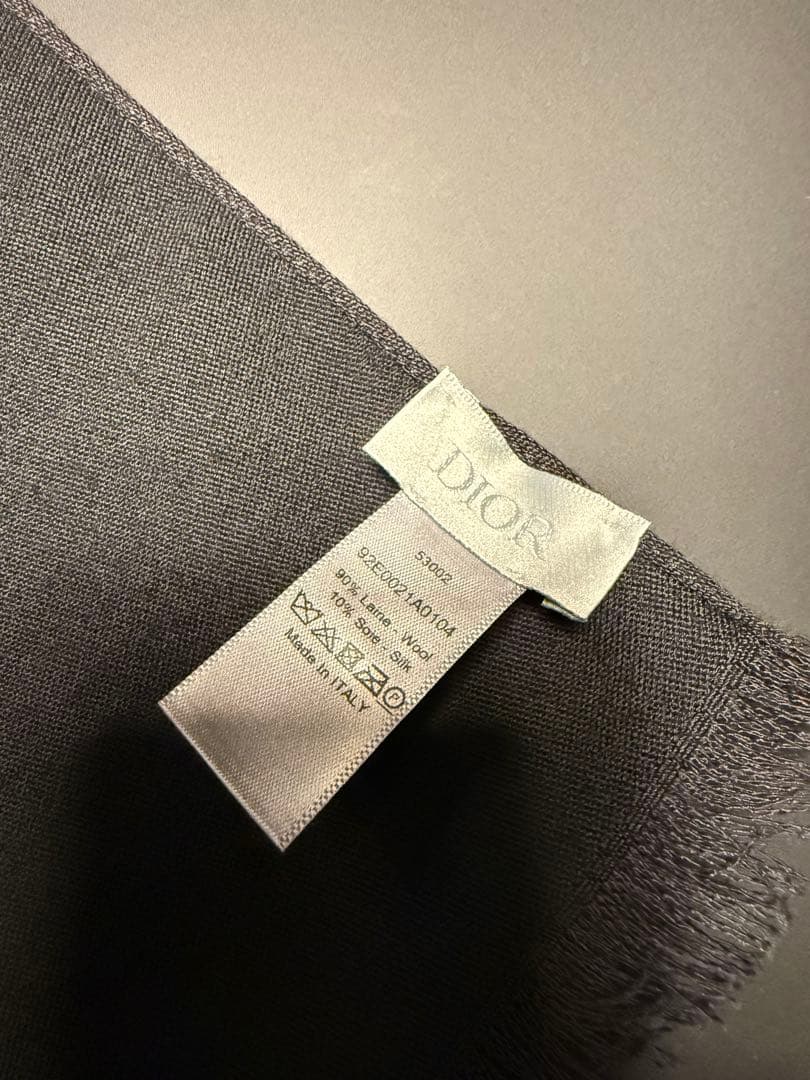 DIOR
53002
92E0021A0104
90% Laine - Wool
10% Soie - Silk
P
Made in ITALY